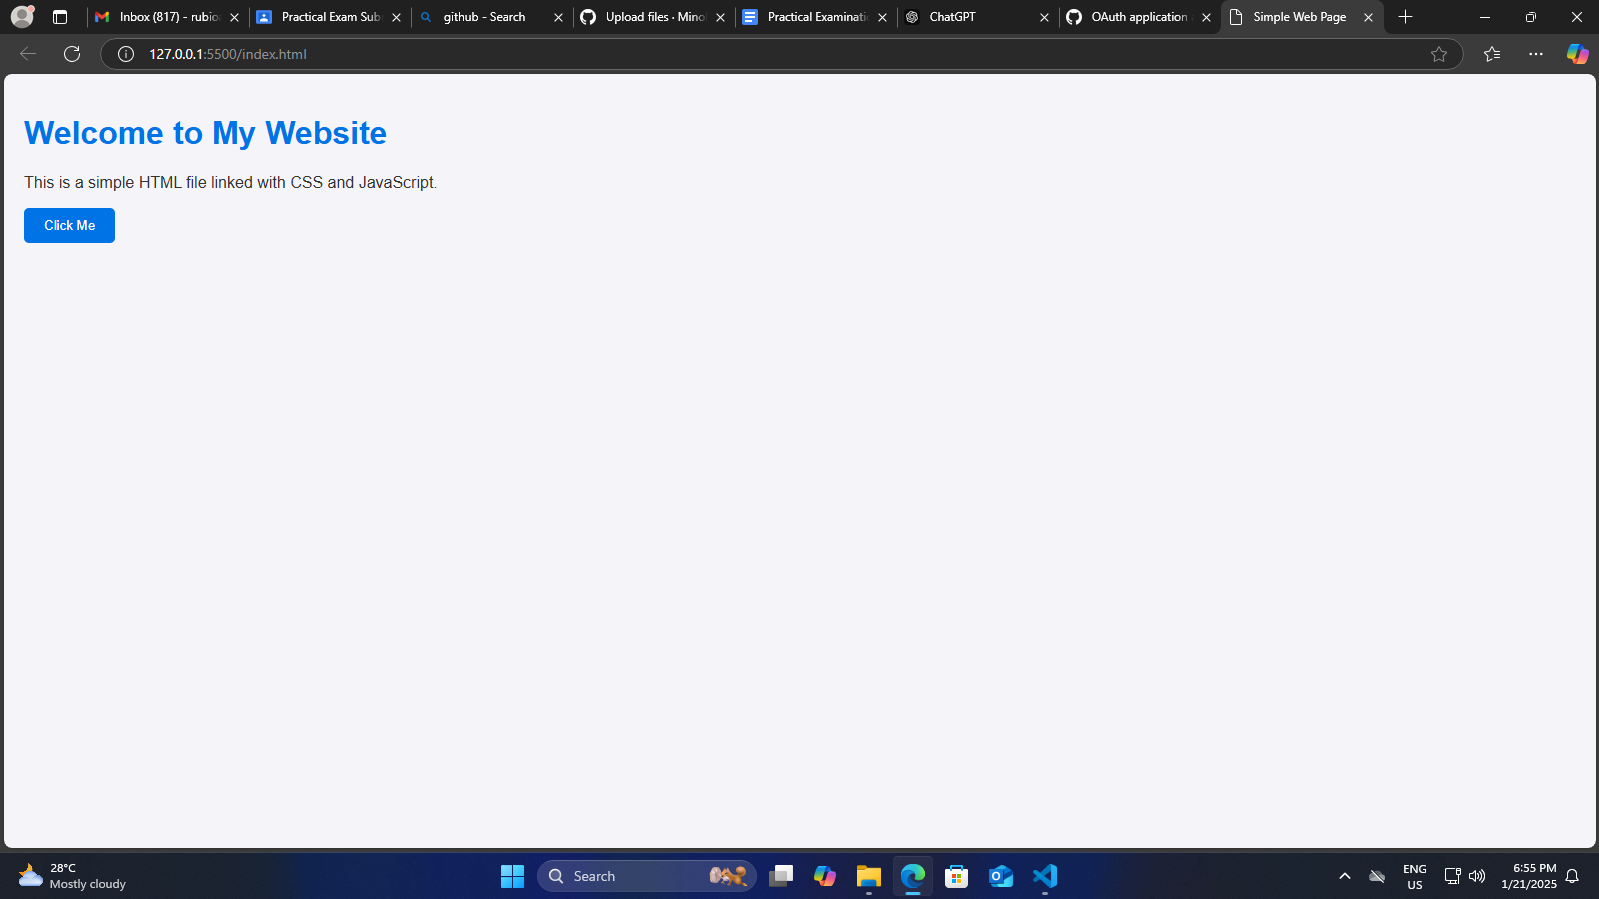 Inbox (817) - rubio
Practical Exam Sub
github - Search
Upload files · Mino
Practical Examinati
ChatGPT
OAuth application
Simple Web Page
127.0.0.1:5500/index.html
Welcome to My Website
This is a simple HTML file linked with CSS and JavaScript.
Click Me
28°C
Mostly cloudy
Search
ENG
US
6:55 PM
1/21/2025